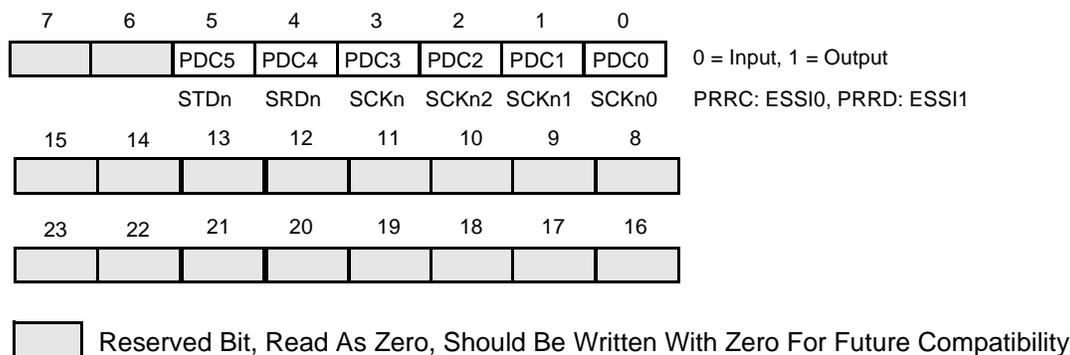 7 6 5 4 3 2 1 0
PDC5 PDC4 PDC3 PDC2 PDC1 PDC0 0 = Input, 1 = Output
STDn SRDn SCKn SCKn2 SCKn1 SCKn0 PRRC: ESSI0, PRRD: ESSI1
15 14 13 12 11 10 9 8
23 22 21 20 19 18 17 16
Reserved Bit, Read As Zero, Should Be Written With Zero For Future Compatibility